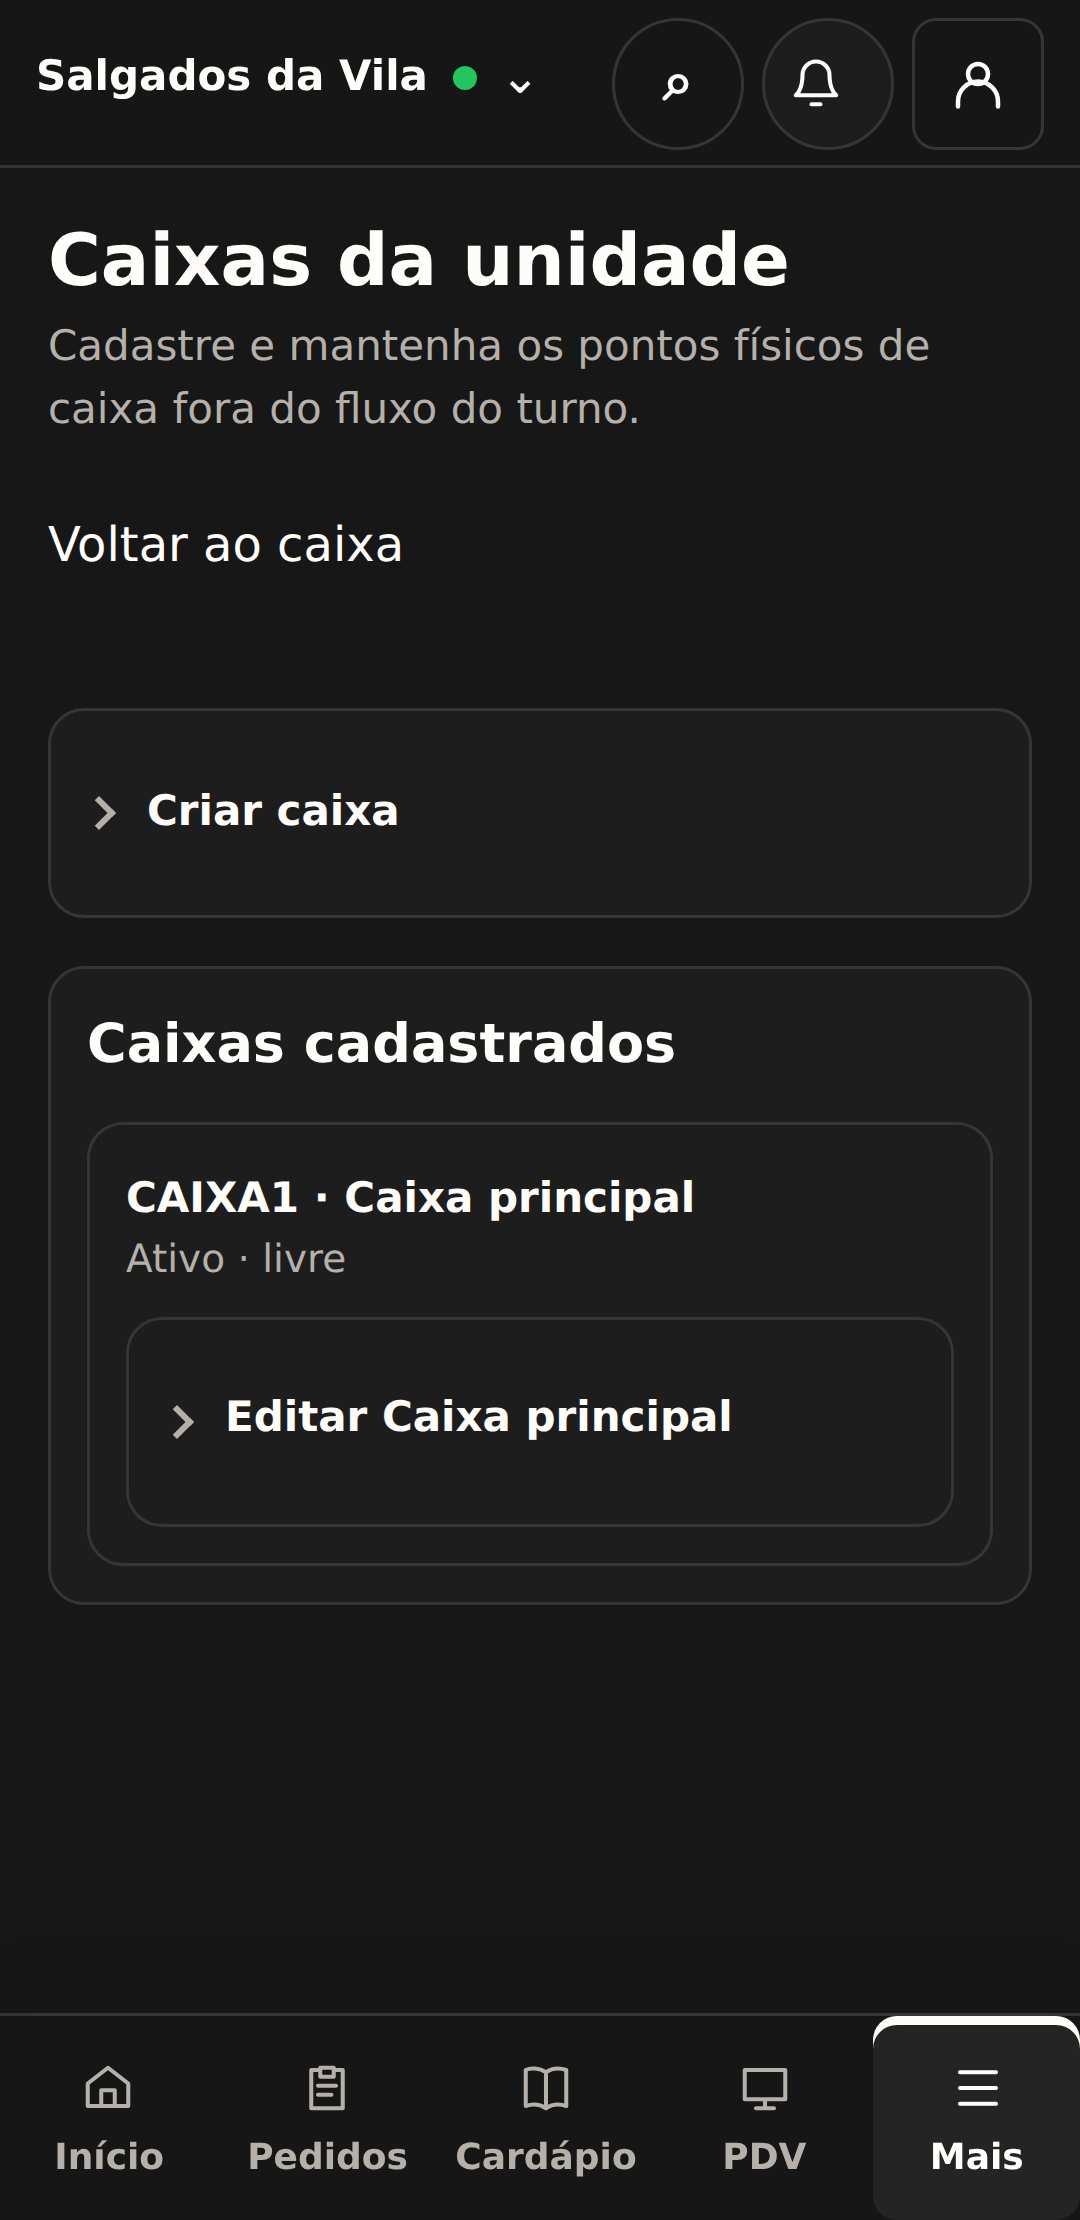 Salgados da Vila
Caixas da unidade
Cadastre e mantenha os pontos físicos de
caixa fora do fluxo do turno.
Voltar ao caixa
Criar caixa
Caixas cadastrados
CAIXA1 · Caixa principal
Ativo · livre
Editar Caixa principal
Início
Pedidos
Cardápio
PDV
Mais